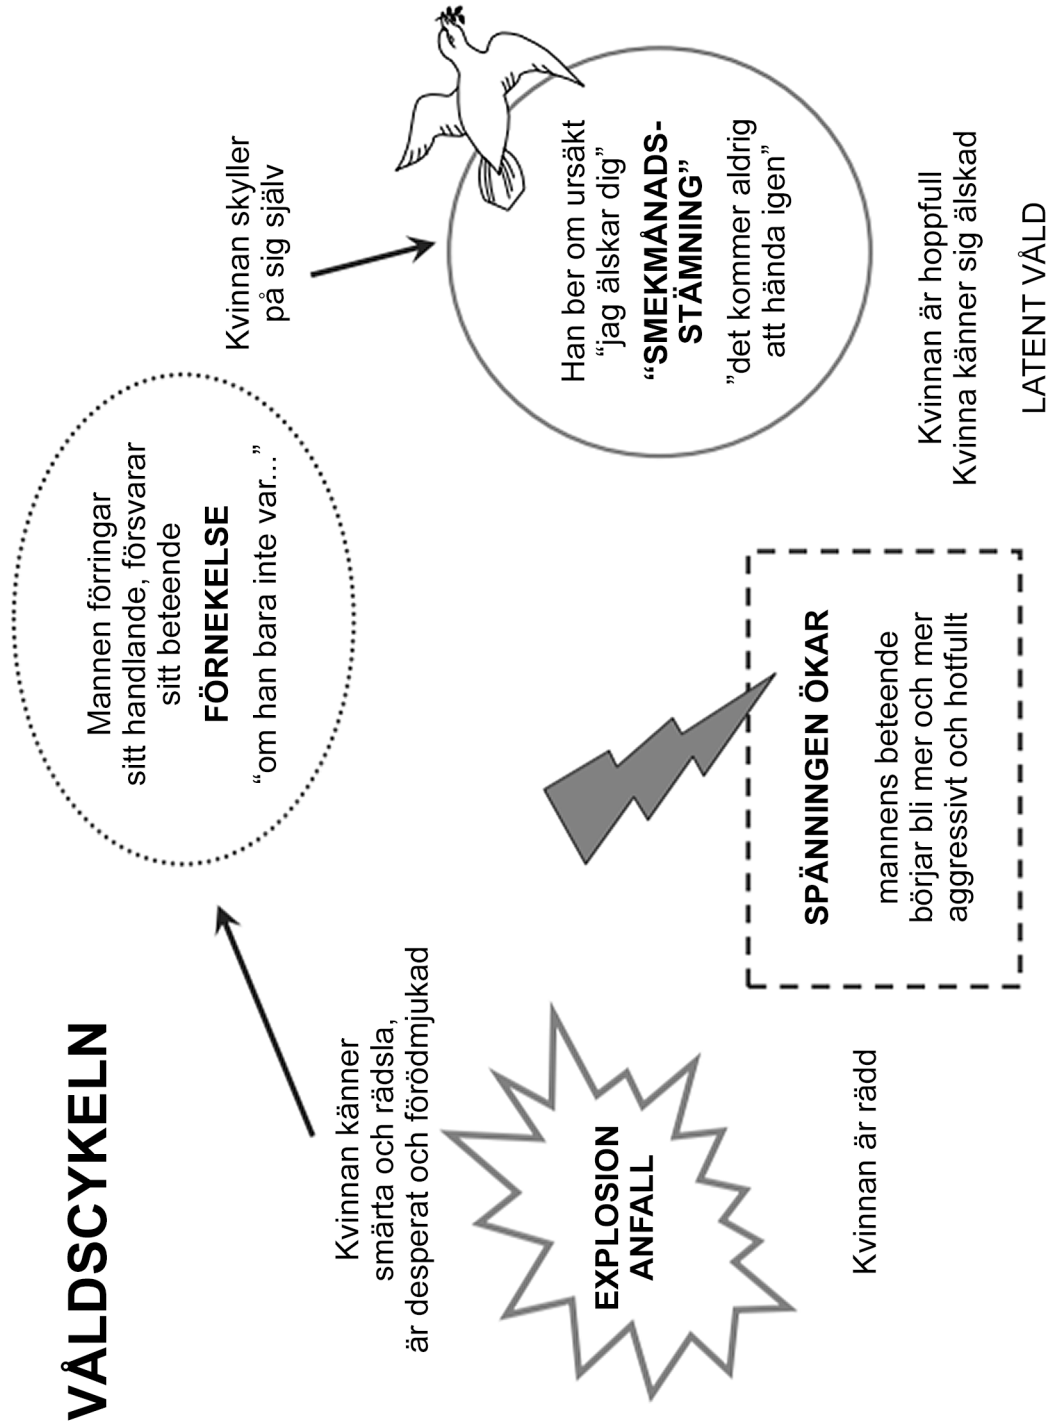 VÅLDSCYKELN
Mannen förringar
sitt handlande, försvarar
sitt beteende
FÖRNEKELSE
“om han bara inte var...”
Kvinnan skyller
på sig själv
Kvinnan känner
smärta och rädsla,
är desperat och förödmjukad
EXPLOSION
ANFALL
Han ber om ursäkt
“jag älskar dig”
“SMEKMÅNADS-
STÄMNING”
”det kommer aldrig
att hända igen”
SPÄNNINGEN ÖKAR
mannens beteende
börjar bli mer och mer
aggressivt och hotfullt
Kvinnan är rädd
Kvinnan är hoppfull
Kvinna känner sig älskad
LATENT VÅLD